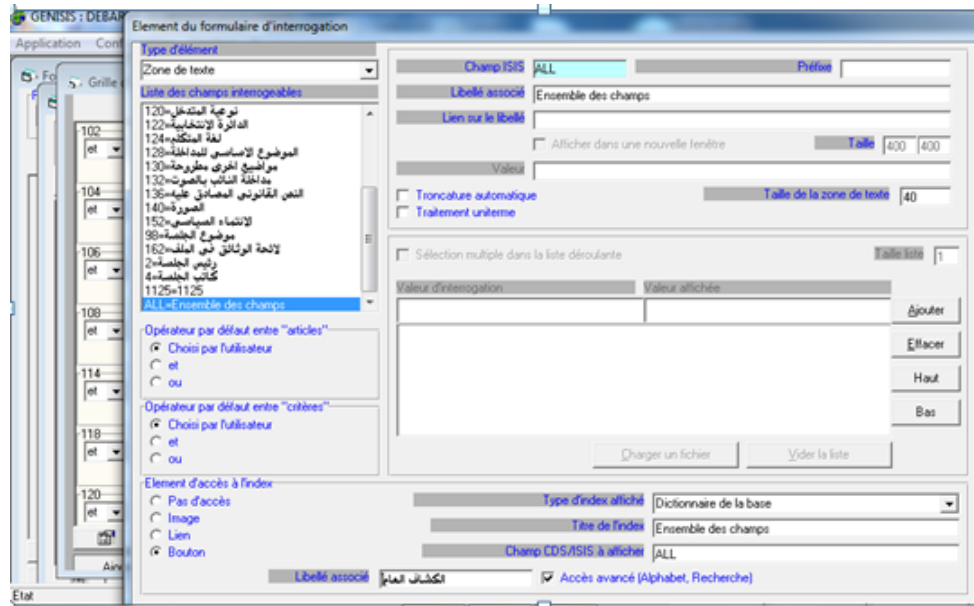 GENISIS : DEBAR
Element du formulaire d'interrogation
Application Conf
Type d'élément
Zone de texte
Liste des champs interrogeables
نوعية المتدخل=120
الدائرة الانتخابية=122
لغة المتكلم=124
الموضوع الاساسي للمداخلة=128
مواضيع اخرى مطروحة=130
مداخلة النائب بالصوت=132
النص القانوني المصادق عليه=136
الصورة=140
الانتماء السياسي=152
موضوع الجلسة=98
لائحة الوثائق في الملف=162
رئيس الجلسة=2
كاتب الجلسة=4
1125=1125
ALL=Ensemble des champs
Opérateur par défaut entre "articles"
Choisi par l'utilisateur
et
ou
Opérateur par défaut entre "critères"
Choisi par l'utilisateur
et
ou
Champ ISIS ALL Préfixe
Libellé associé Ensemble des champs
Lien sur le libellé
Afficher dans une nouvelle fenêtre Taille 400 400
Valeur
Troncature automatique Taille de la zone de texte 40
Traitement uniterme
Sélection multiple dans la liste déroulante Taille liste 1
Valeur d'interrogation Valeur affichée
Ajouter
Effacer
Haut
Bas
Charger un fichier Vider la liste
Element d'accès à l'index
Pas d'accès
Image
Lien
Bouton
Type d'index affiché Dictionnaire de la base
Titre de l'index Ensemble des champs
Champ CDS/ISIS à afficher ALL
Libellé associé الكشاف العام Accès avancé (Alphabet, Recherche)
Grille
102
et
104
et
106
et
108
et
114
et
118
et
120
et
Etat